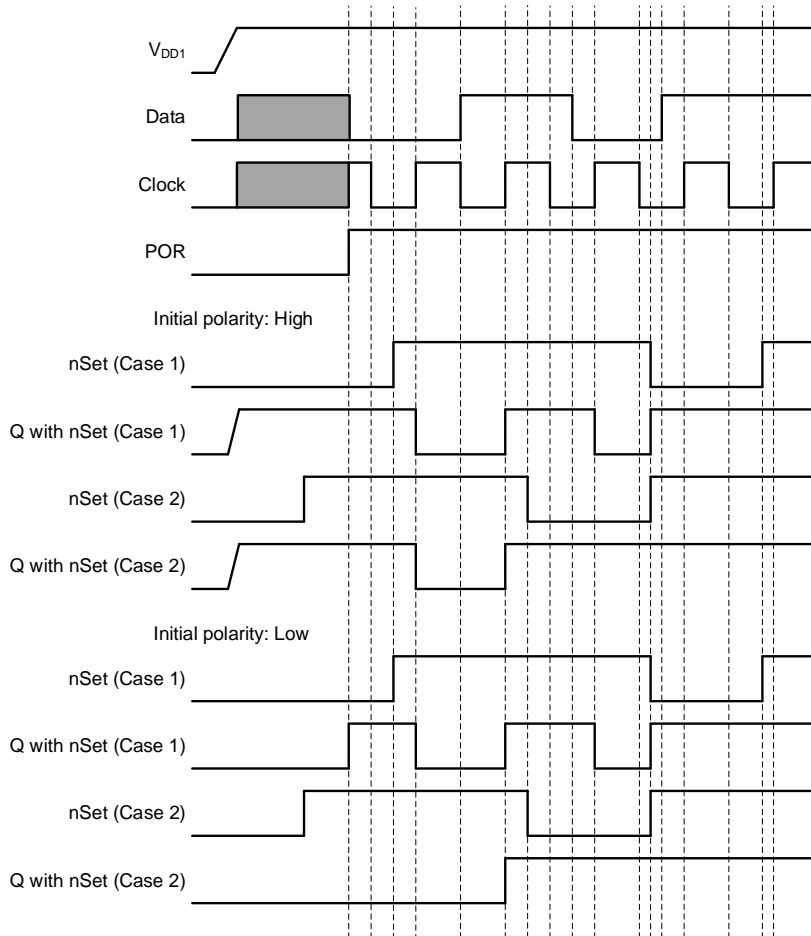 VDD1
Data
Clock
POR
Initial polarity: High
nSet (Case 1)
Q with nSet (Case 1)
nSet (Case 2)
Q with nSet (Case 2)
Initial polarity: Low
nSet (Case 1)
Q with nSet (Case 1)
nSet (Case 2)
Q with nSet (Case 2)